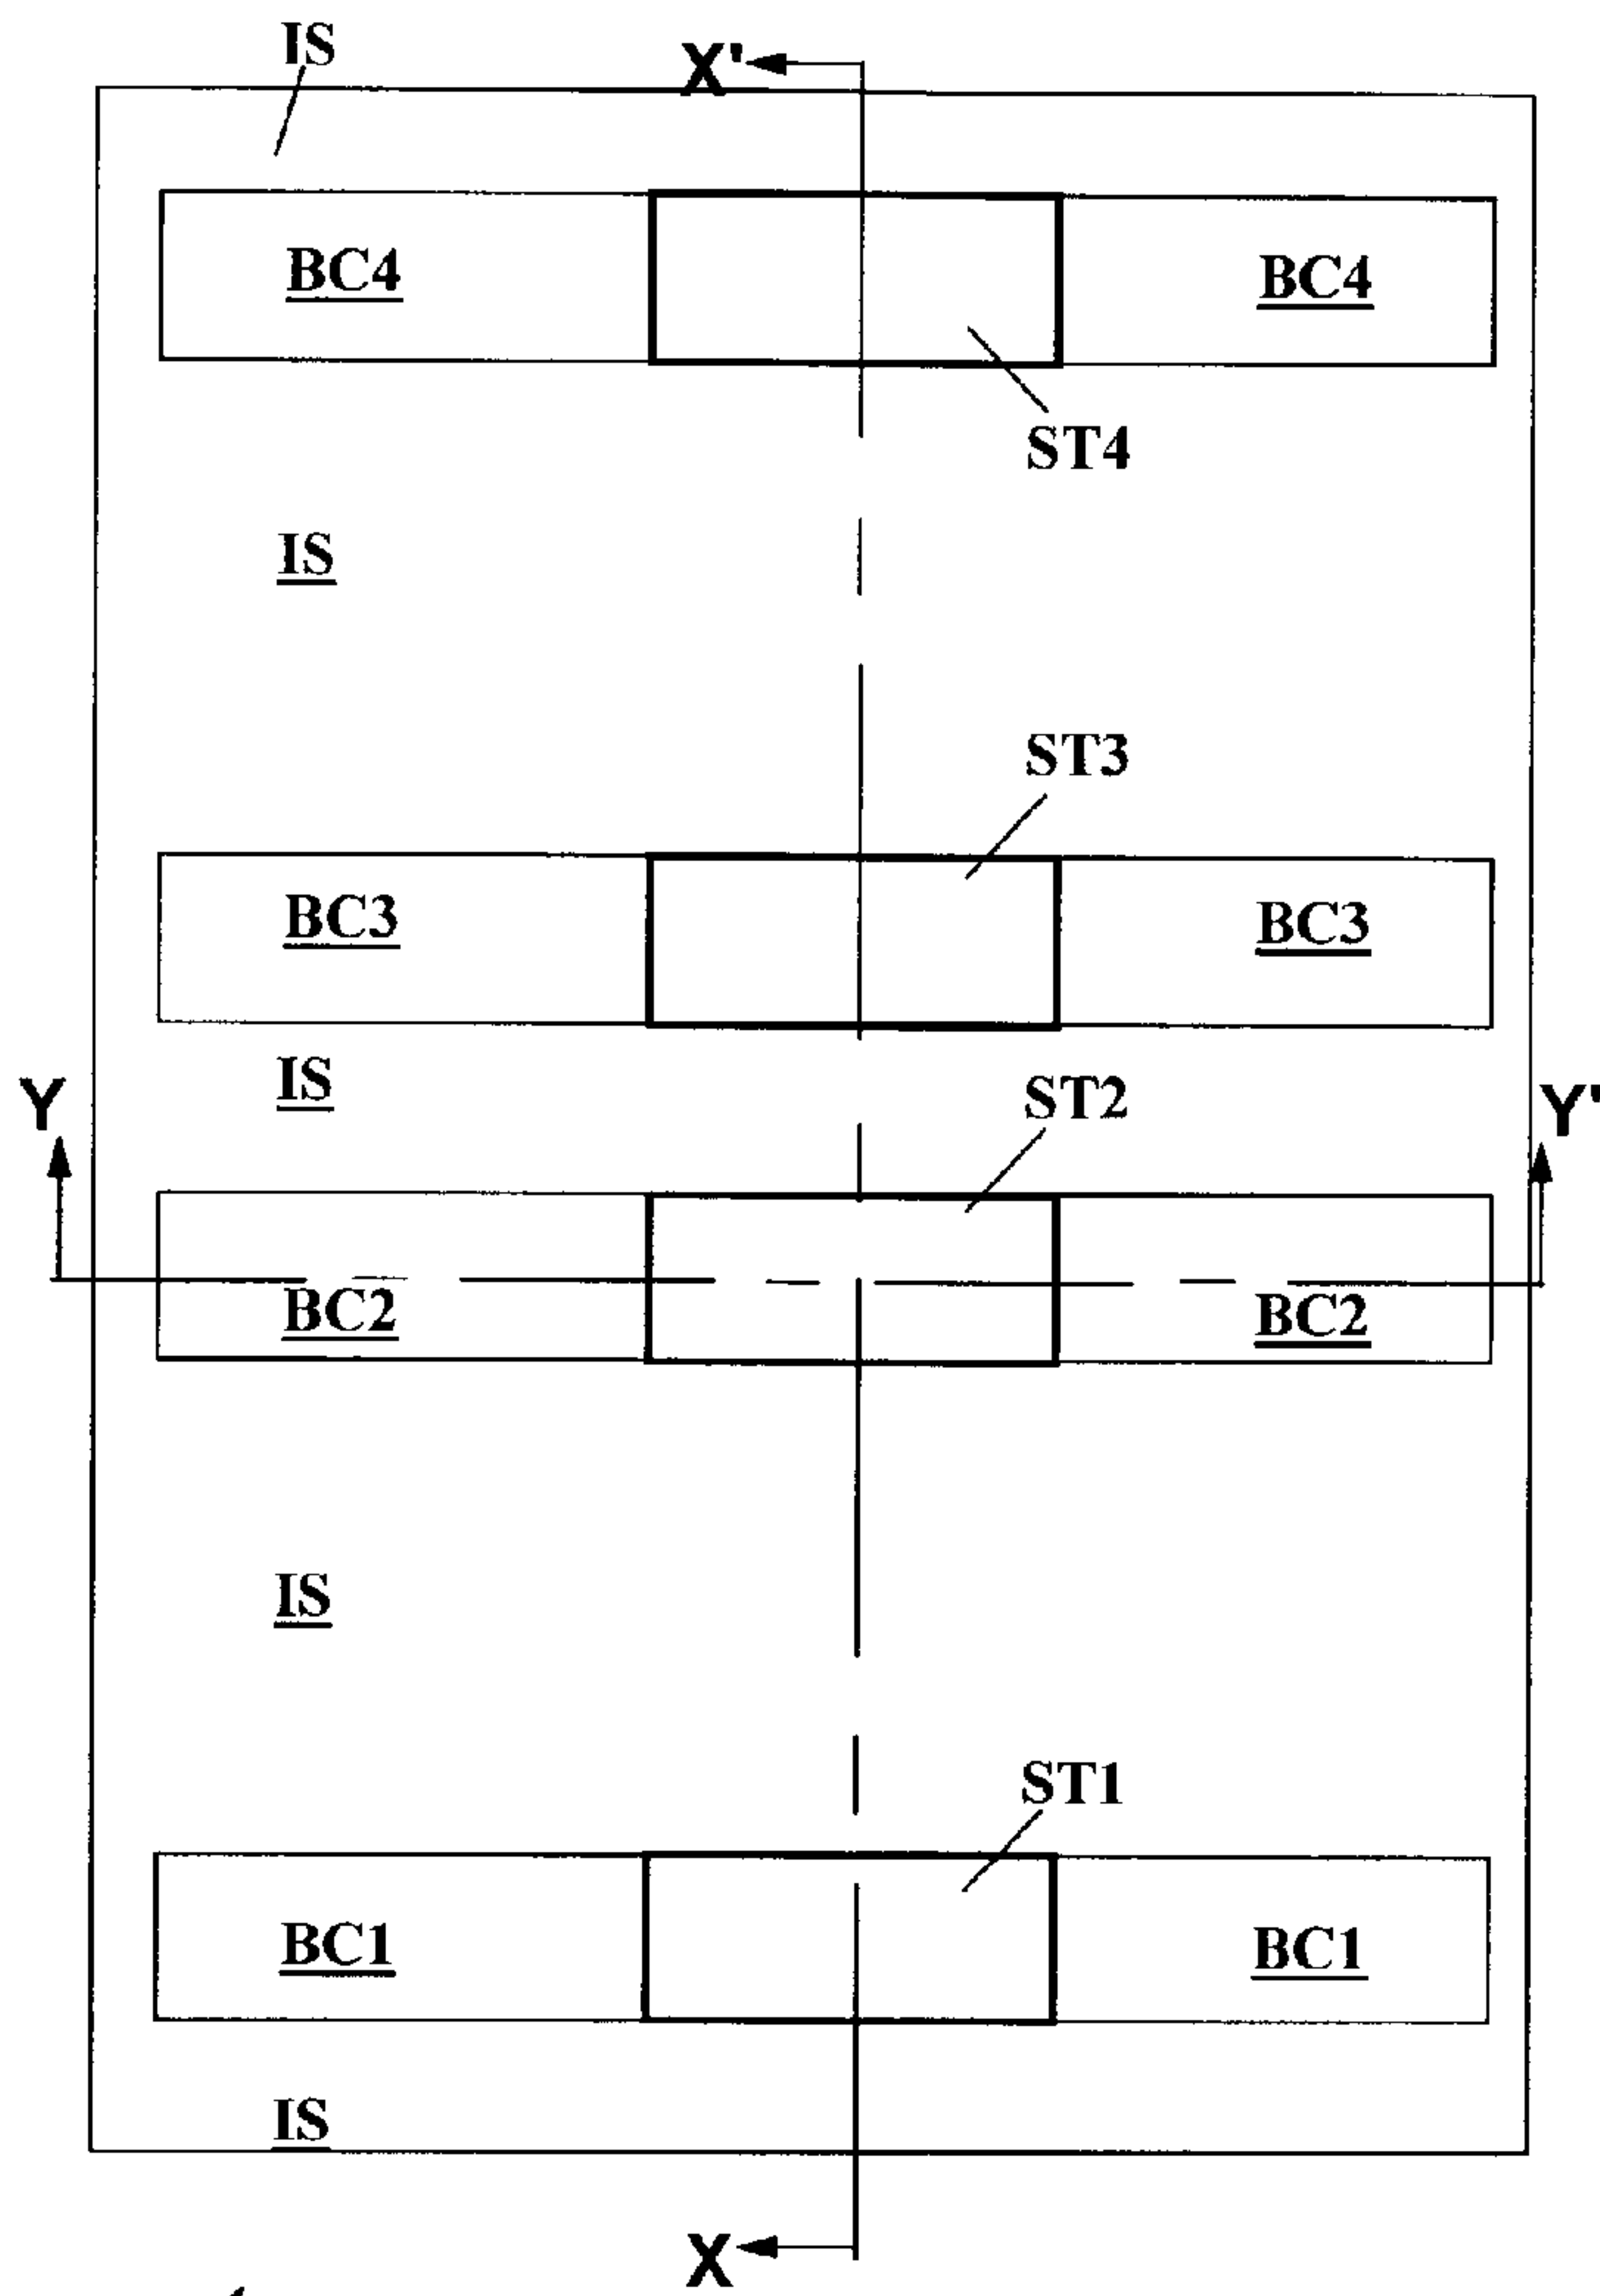 IS
X'
BC4
BC4
ST4
IS
ST3
BC3
BC3
IS
ST2
Y
Y'
BC2
BC2
IS
ST1
BC1
BC1
IS
X